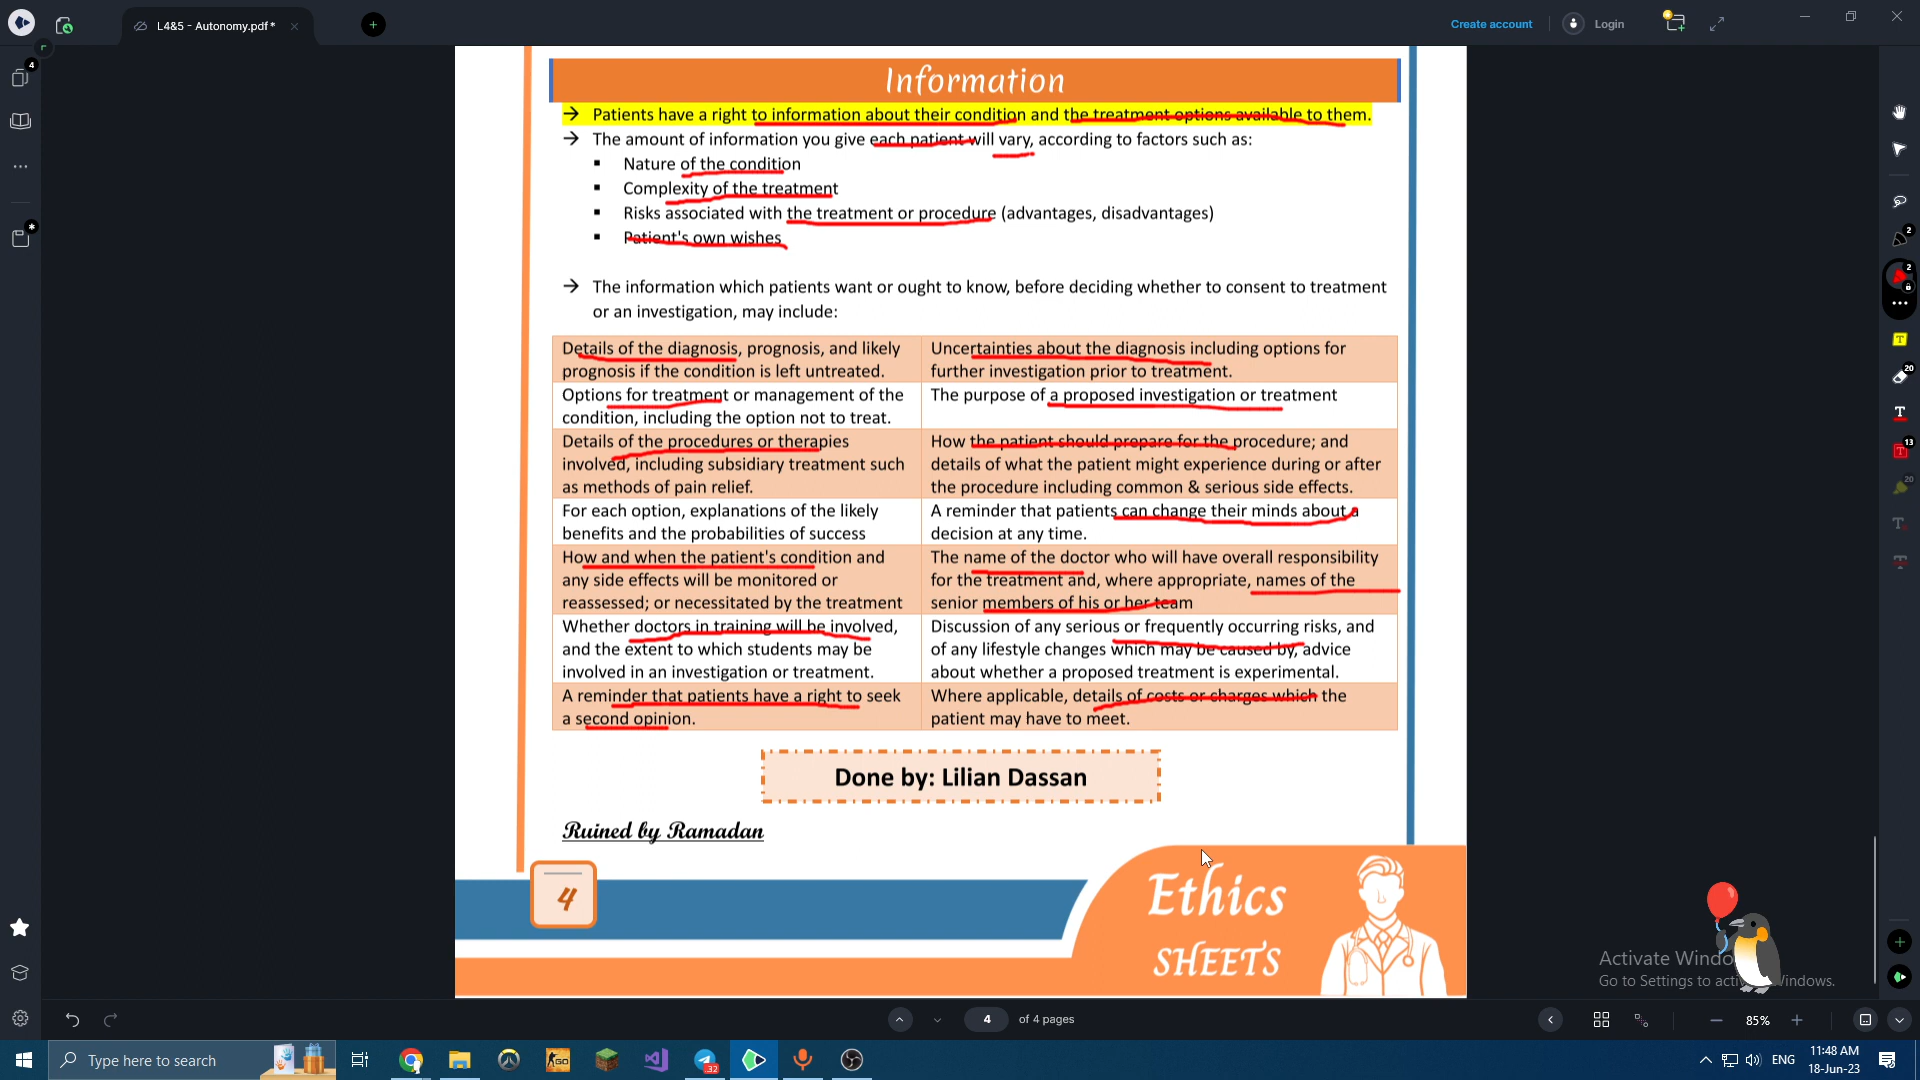 L4&5 - Autonomy.pdf*
Create account
Login
4
Information
→ Patients have a right to information about their condition and the treatment options available to them.
→ The amount of information you give each patient will vary, according to factors such as:
▪ Nature of the condition
▪ Complexity of the treatment
▪ Risks associated with the treatment or procedure (advantages, disadvantages)
▪ Patient's own wishes
→ The information which patients want or ought to know, before deciding whether to consent to treatment
or an investigation, may include:
Details of the diagnosis, prognosis, and likely
prognosis if the condition is left untreated.
Uncertainties about the diagnosis including options for
further investigation prior to treatment.
Options for treatment or management of the
condition, including the option not to treat.
The purpose of a proposed investigation or treatment
Details of the procedures or therapies
involved, including subsidiary treatment such
as methods of pain relief.
How the patient should prepare for the procedure; and
details of what the patient might experience during or after
the procedure including common & serious side effects.
For each option, explanations of the likely
benefits and the probabilities of success
A reminder that patients can change their minds about a
decision at any time.
How and when the patient's condition and
any side effects will be monitored or
reassessed; or necessitated by the treatment
The name of the doctor who will have overall responsibility
for the treatment and, where appropriate, names of the
senior members of his or her team
Whether doctors in training will be involved,
and the extent to which students may be
involved in an investigation or treatment.
Discussion of any serious or frequently occurring risks, and
of any lifestyle changes which may be caused by, advice
about whether a proposed treatment is experimental.
A reminder that patients have a right to seek
a second opinion.
Where applicable, details of costs or charges which the
patient may have to meet.
Done by: Lilian Dassan
Ruined by Ramadan
4
Ethics
SHEETS
2
2
20
13
20
Activate Windo
Go to Settings to acti Windows.
4 of 4 pages
85%
Type here to search
GO
32
ENG
11:48 AM
18-Jun-23